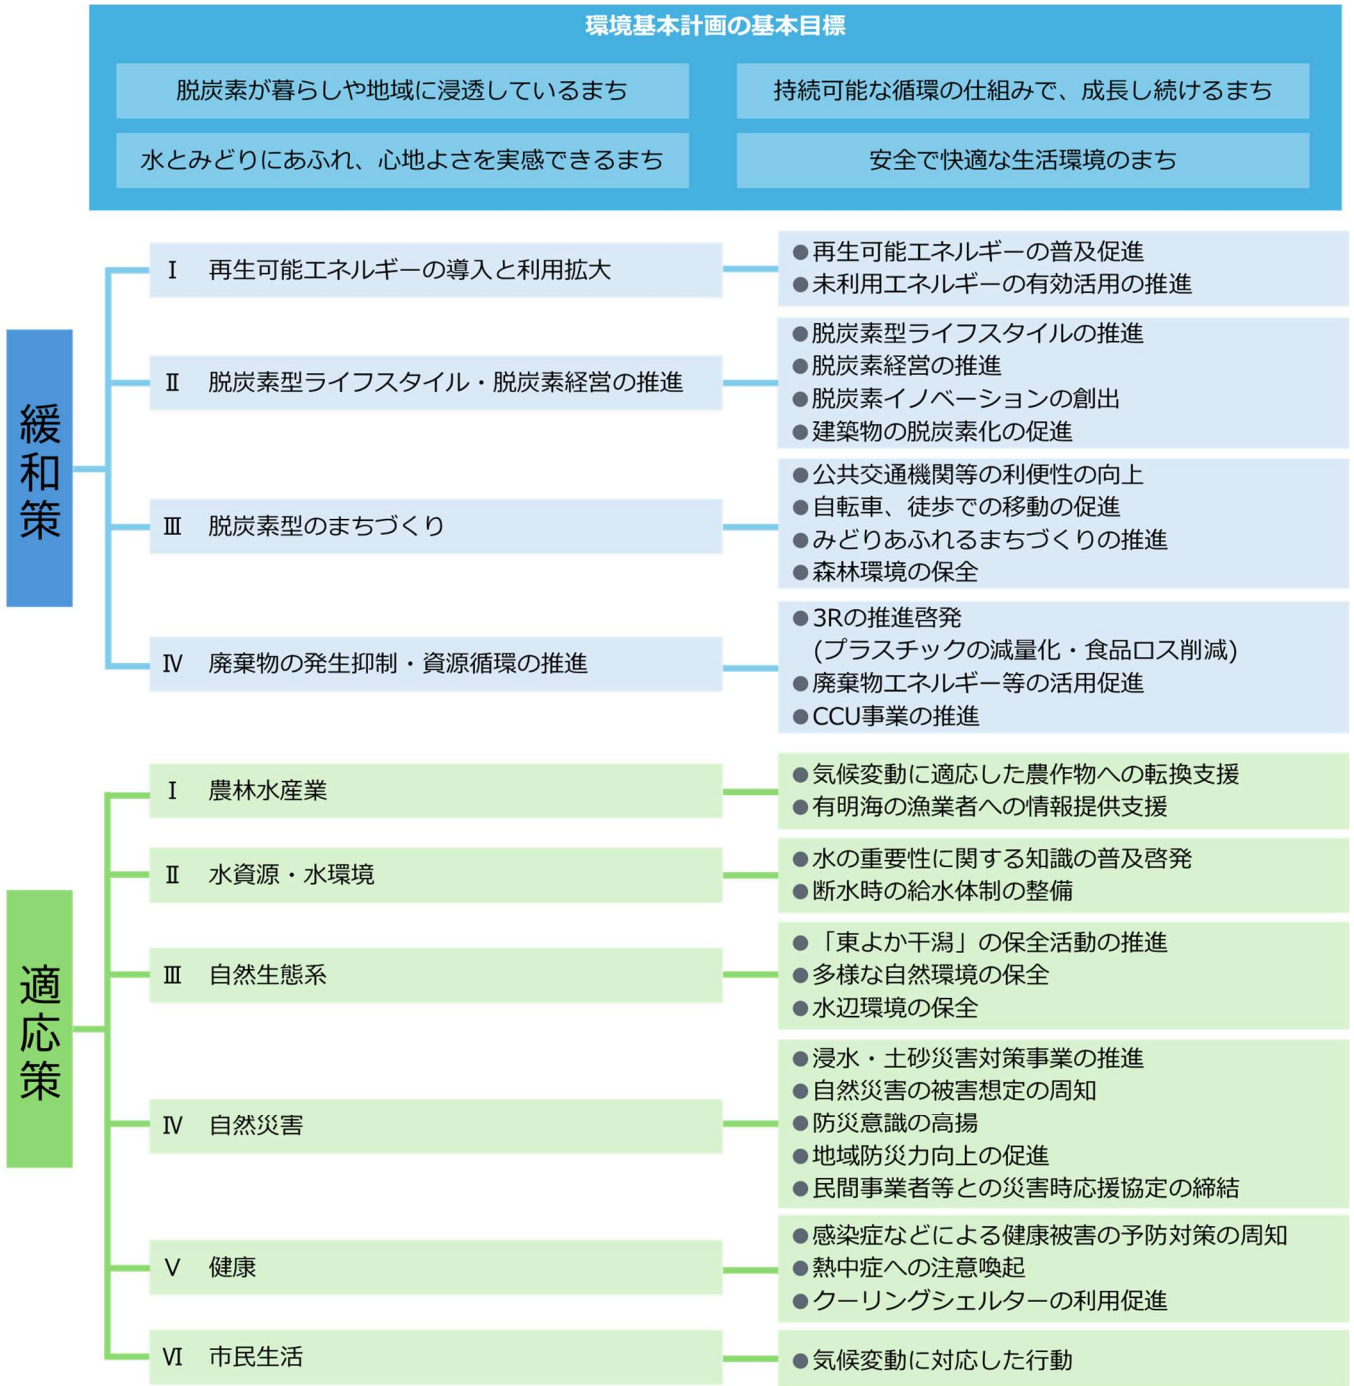 環境基本計画の基本目標
脱炭素が暮らしや地域に浸透しているまち
持続可能な循環の仕組みで、成長し続けるまち
水とみどりにあふれ、心地よさを実感できるまち
安全で快適な生活環境のまち
緩和策
Ⅰ 再生可能エネルギーの導入と利用拡大
●再生可能エネルギーの普及促進
●未利用エネルギーの有効活用の推進
Ⅱ 脱炭素型ライフスタイル・脱炭素経営の推進
●脱炭素型ライフスタイルの推進
●脱炭素経営の推進
●脱炭素イノベーションの創出
●建築物の脱炭素化の促進
Ⅲ 脱炭素型のまちづくり
●公共交通機関等の利便性の向上
●自転車、徒歩での移動の促進
●みどりあふれるまちづくりの推進
●森林環境の保全
Ⅳ 廃棄物の発生抑制・資源循環の推進
●3Rの推進啓発
(プラスチックの減量化・食品ロス削減)
●廃棄物エネルギー等の活用促進
●CCU事業の推進
適応策
Ⅰ 農林水産業
●気候変動に適応した農作物への転換支援
●有明海の漁業者への情報提供支援
Ⅱ 水資源・水環境
●水の重要性に関する知識の普及啓発
●断水時の給水体制の整備
Ⅲ 自然生態系
●「東よか干潟」の保全活動の推進
●多様な自然環境の保全
●水辺環境の保全
Ⅳ 自然災害
●浸水・土砂災害対策事業の推進
●自然災害の被害想定の周知
●防災意識の高揚
●地域防災力向上の促進
●民間事業者等との災害時応援協定の締結
Ⅴ 健康
●感染症などによる健康被害の予防対策の周知
●熱中症への注意喚起
●クーリングシェルターの利用促進
Ⅵ 市民生活
●気候変動に対応した行動